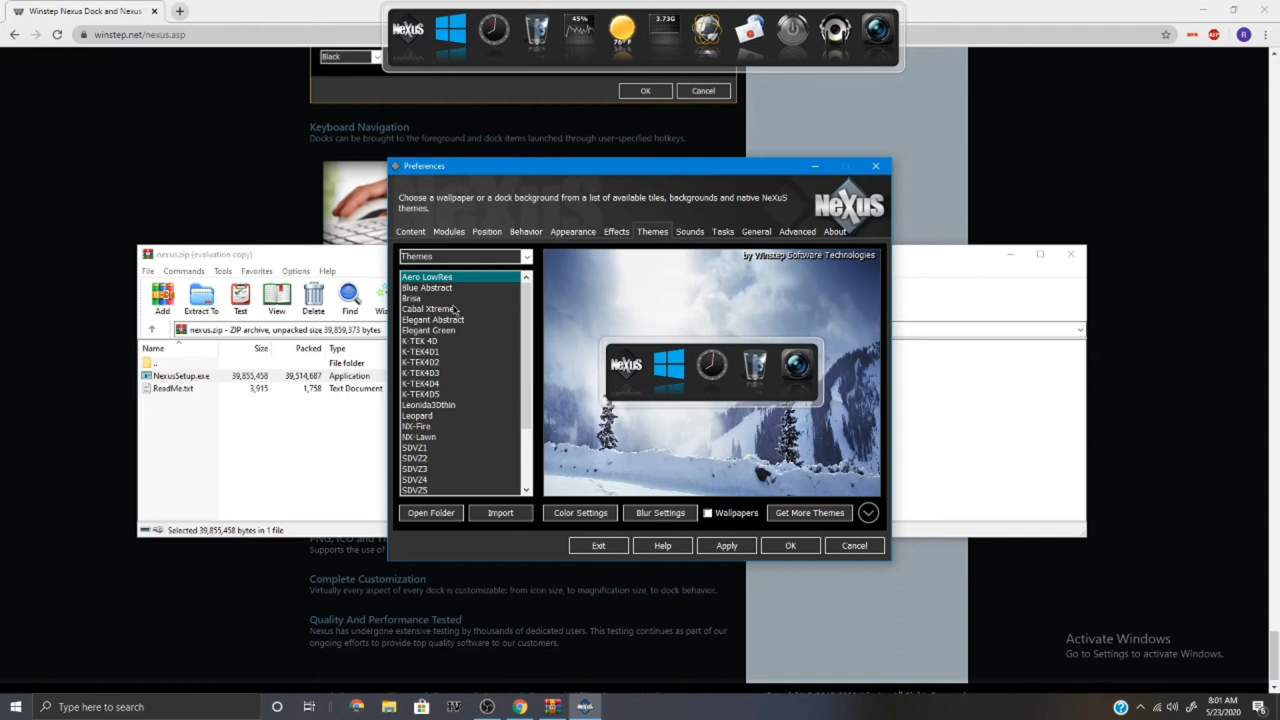 Winstep Nexus Dock and Nexus
winstep.net/nexus.asp
R
NEXUS
45%
76° F
3.73G
Black
OK
Cancel
Keyboard Navigation
Docks can be brought to the foreground and dock items launched through user-specified hotkeys.
Preferences
Choose a wallpaper or a dock background from a list of available tiles, backgrounds and native NeXuS
themes.
NeXuS
Content
Modules
Position
Behavior
Appearance
Effects
Themes
Sounds
Tasks
General
Advanced
About
Themes
by Winstep Software Technologies
Aero LowRes
Blue Abstract
Brisa
Cabal Xtreme
Elegant Abstract
Elegant Green
K-TEK 4D
K-TEK4D1
K-TEK4D2
K-TEK4D3
K-TEK4D4
K-TEK4D5
Leonida3Dthin
Leopard
NX-Fire
NX-Lawn
SDVZ1
SDVZ2
SDVZ3
SDVZ4
SDVZ5
NEXUS
Open Folder
Import
Color Settings
Blur Settings
Wallpapers
Get More Themes
Exit
Help
Apply
OK
Cancel
nexus.zip (evaluation copy)
File
Commands
Tools
Favorites
Options
Help
Add
Extract To
Test
View
Delete
Find
nexus.zip - ZIP archive, unpacked size 39,859,373 bytes
Name
Size
Packed
Type
..
File folder
NexusSetup.exe
39,855,458
39,514,687
Application
ReadMe.txt
3,915
1,758
Text Document
Selected 39,855,458 bytes in 1 file
Supports the use of
Complete Customization
Virtually every aspect of every dock is customizable: from icon size, to magnification size, to dock behavior.
Quality And Performance Tested
Nexus has undergone extensive testing by thousands of dedicated users. This testing continues as part of our
ongoing efforts to provide top quality software to our customers.
Activate Windows
Go to Settings to activate Windows.
Type here to search
8:01 AM
5/23/2020